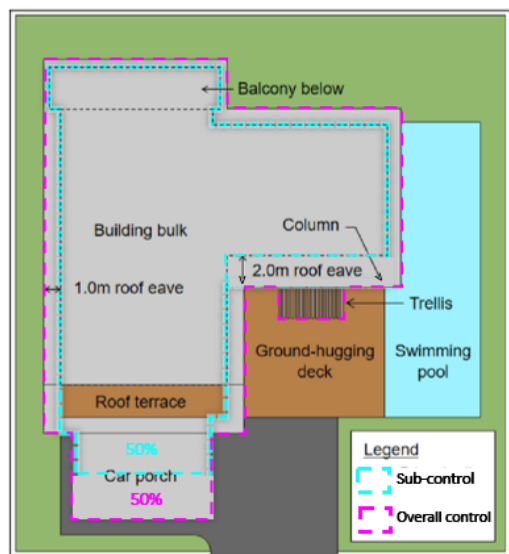 Balcony below
Building bulk
Column
2.0m roof eave
1.0m roof eave
Trellis
Ground-hugging
deck
Swimming
pool
Roof terrace
50%
Car porch
50%
Legend
Sub-control
Overall control